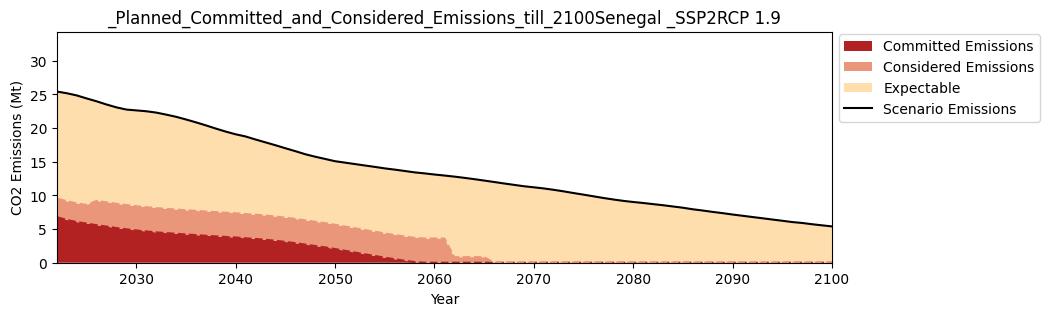 _Planned_Committed_and_Considered_Emissions_till_2100Senegal _SSP2RCP 1.9
CO2 Emissions (Mt)
30
25
20
15
10
5
0
2030 2040 2050 2060 2070 2080 2090 2100
Year
Committed Emissions
Considered Emissions
Expectable
Scenario Emissions